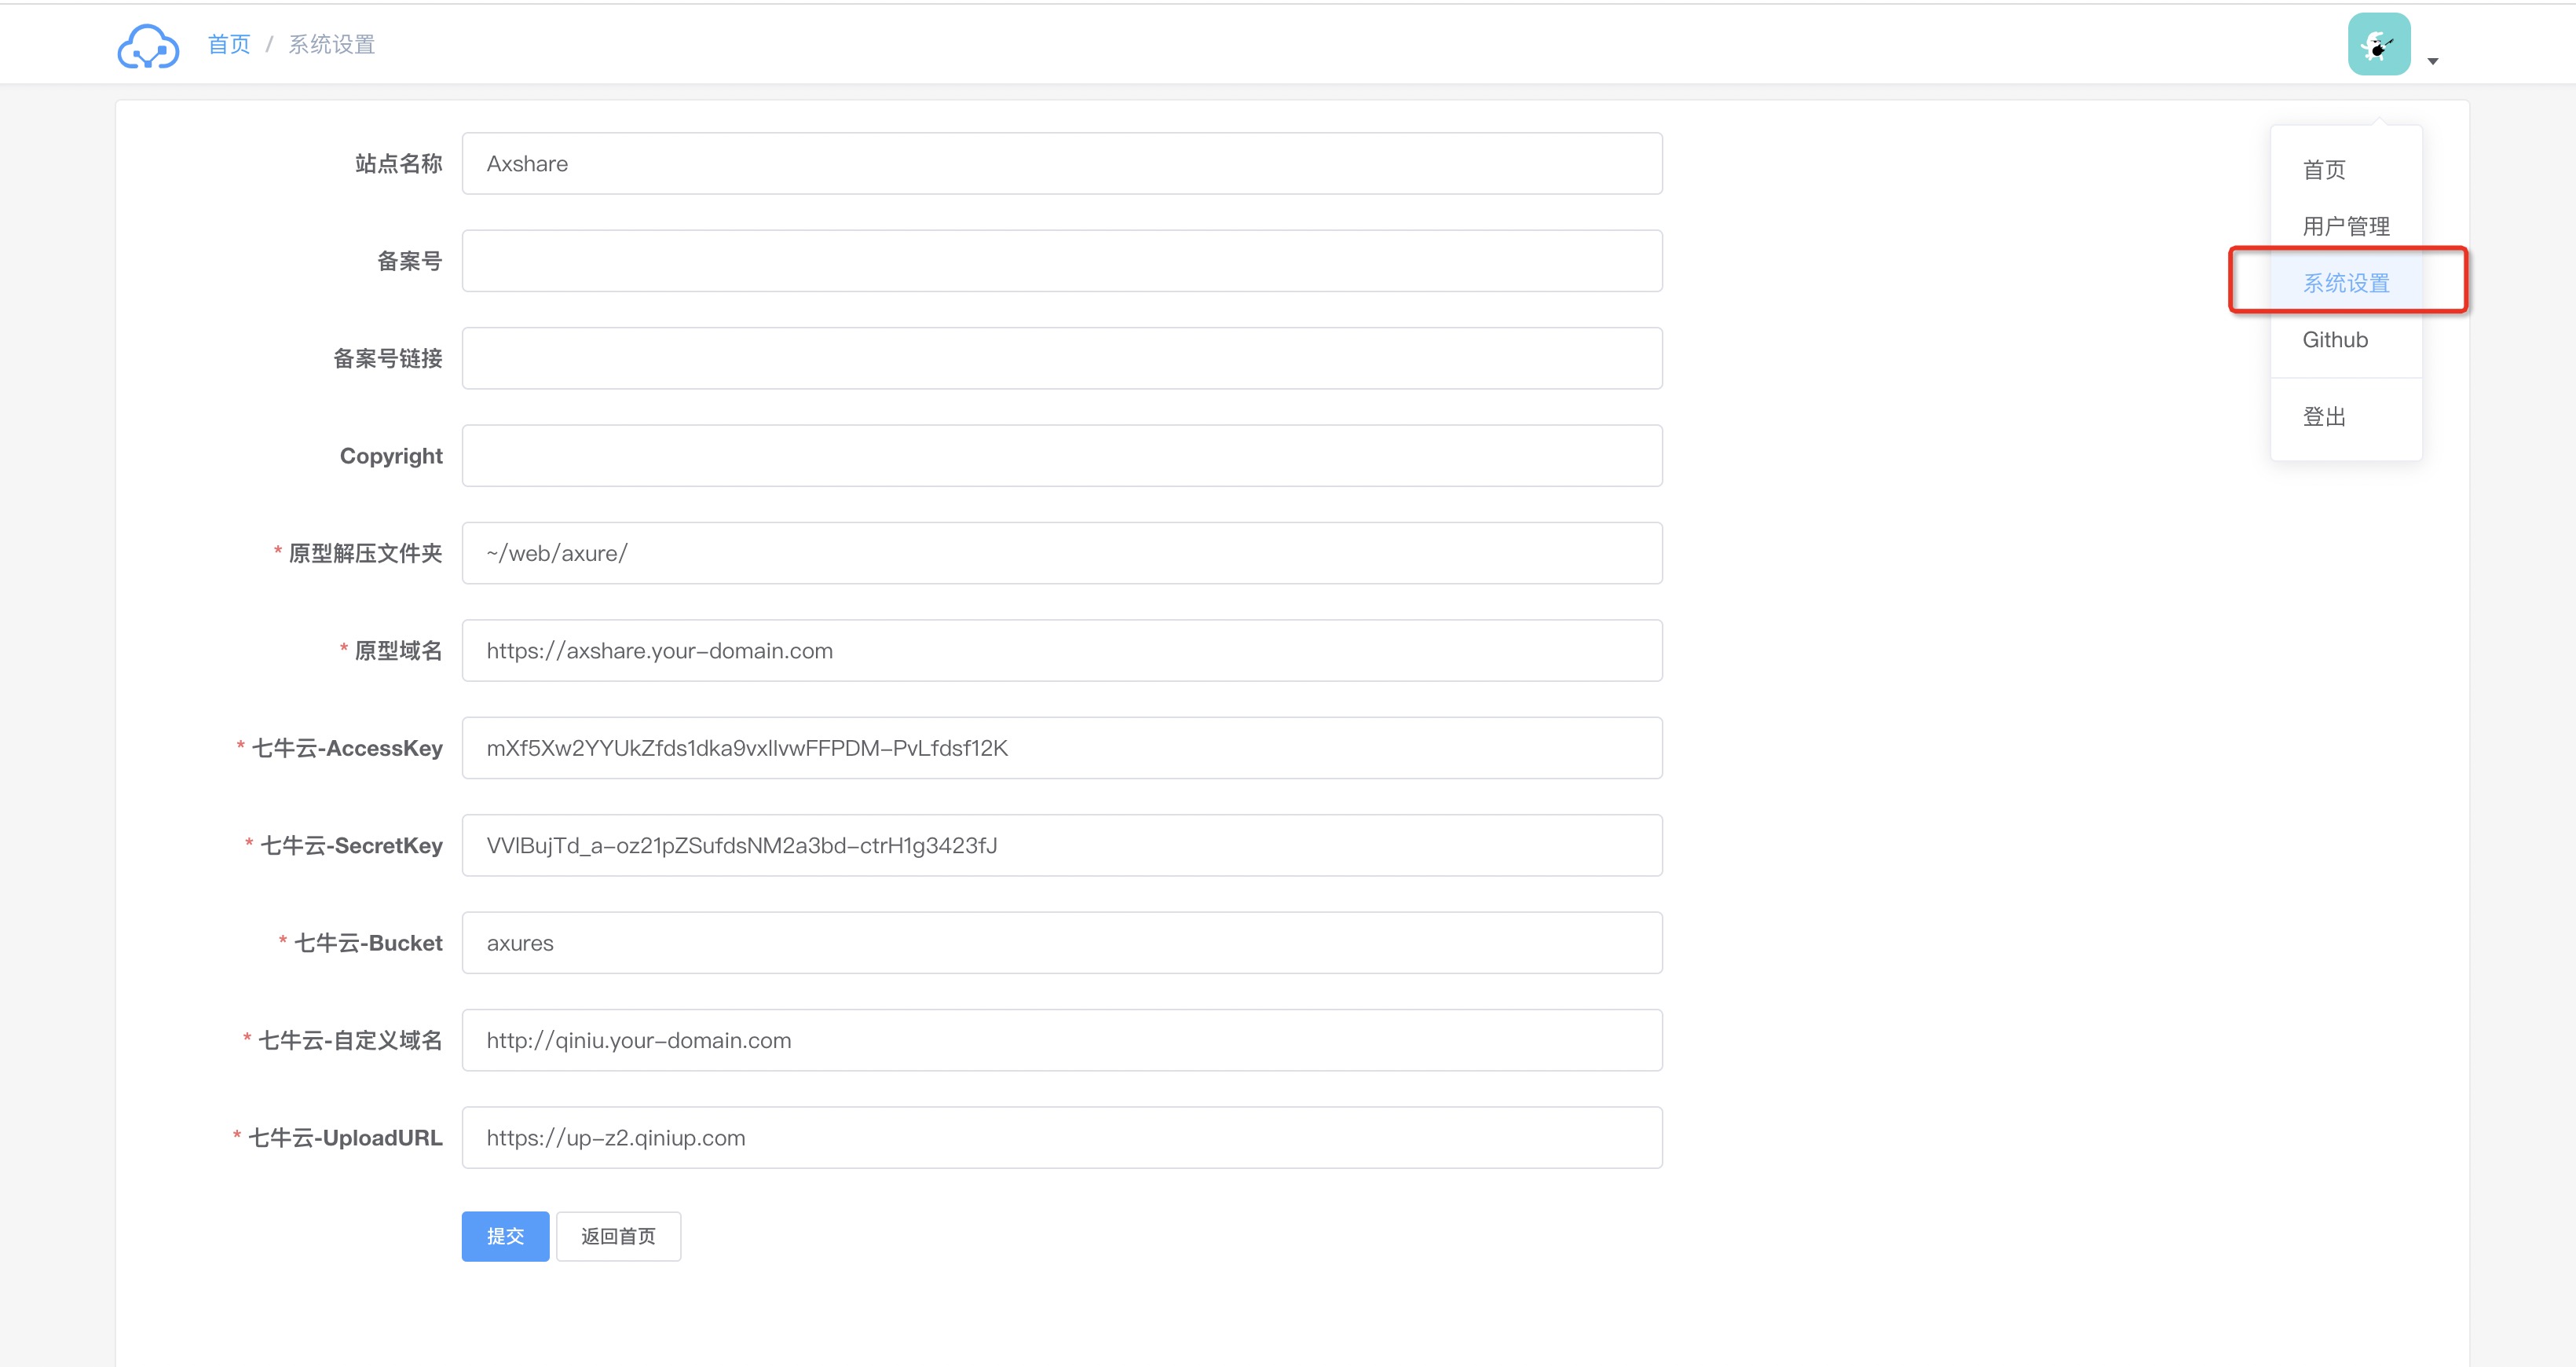 首页 / 系统设置
站点名称 Axshare
备案号
备案号链接
Copyright
* 原型解压文件夹 ~/web/axure/
* 原型域名 https://axshare.your-domain.com
* 七牛云-AccessKey mXf5Xw2YYUkZfds1dka9vxlIvwFFPDM-PvLfdsf12K
* 七牛云-SecretKey VVlBujTd_a-oz21pZSufdsNM2a3bd-ctrH1g3423fJ
* 七牛云-Bucket axures
* 七牛云-自定义域名 http://qiniu.your-domain.com
* 七牛云-UploadURL https://up-z2.qiniup.com
提交 返回首页
首页
用户管理
系统设置
Github
登出